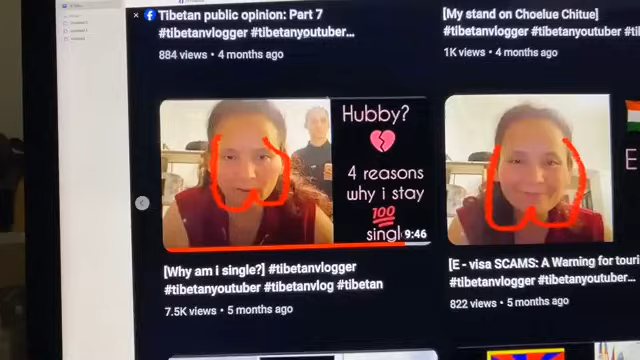 Tibetan public opinion: Part 7
#tibetanvlogger #tibetanyoutuber...
884 views • 4 months ago
[My stand on Choelue Chitue]
#tibetanvlogger #tibetanyoutuber
1K views • 4 months ago
Hubby?
4 reasons
why i stay
💯
singl
9:46
E
[Why am i single?] #tibetanvlogger
#tibetanyoutuber #tibetanvlog #tibetan
7.5K views • 5 months ago
[E - visa SCAMS: A Warning for touri
#tibetanvlogger #tibetanyoutuber...
822 views • 5 months ago